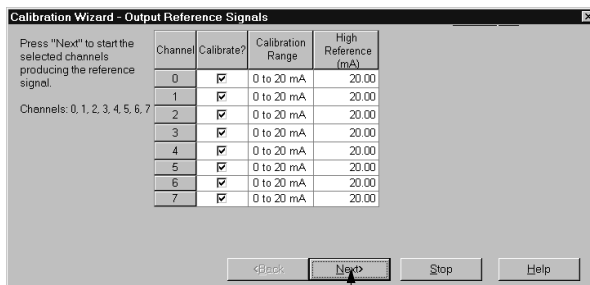 Calibration Wizard - Output Reference Signals
Press "Next" to start the
selected channels
producing the reference
signal.
Channels: 0, 1, 2, 3, 4, 5, 6, 7
Channel Calibrate? Calibration Range High Reference (mA)
0 0 to 20 mA 20.00
1 0 to 20 mA 20.00
2 0 to 20 mA 20.00
3 0 to 20 mA 20.00
4 0 to 20 mA 20.00
5 0 to 20 mA 20.00
6 0 to 20 mA 20.00
7 0 to 20 mA 20.00
<Back Next> Stop Help